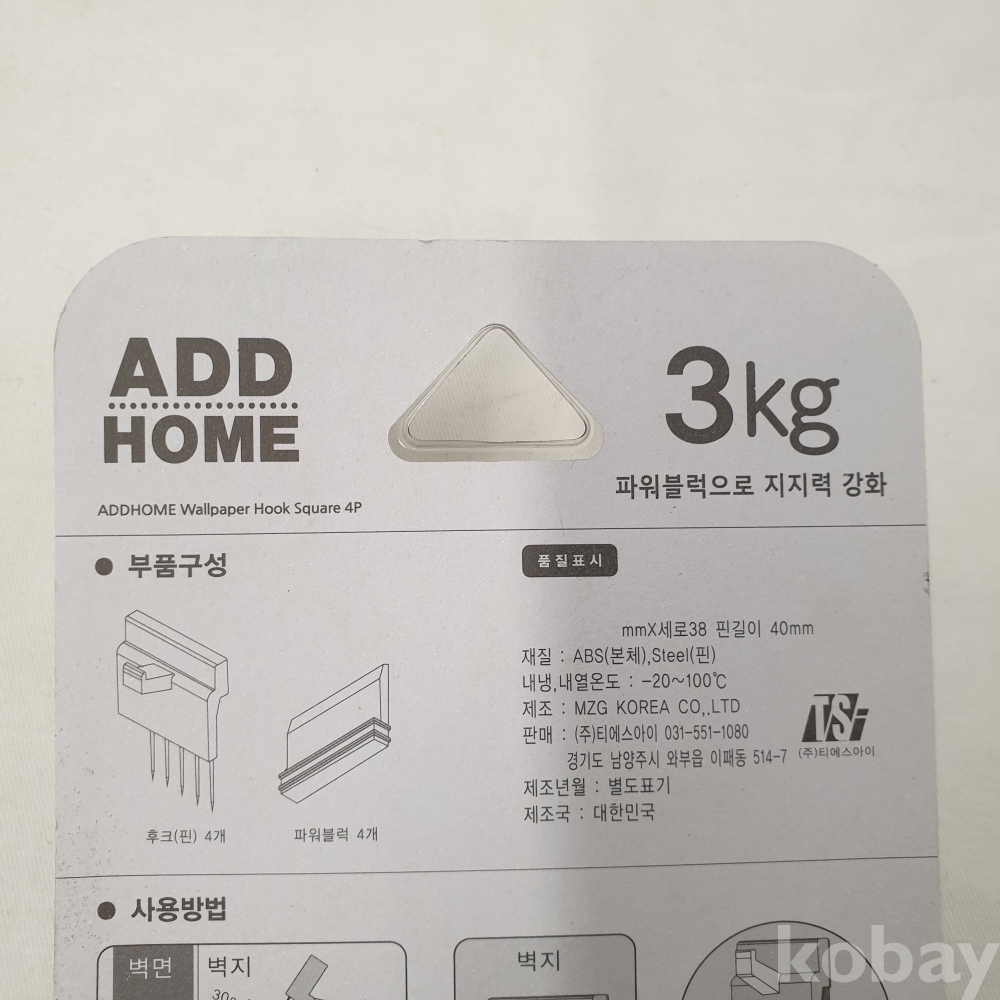 ADD
HOME
3kg
파워블럭으로 지지력 강화
ADDHOME Wallpaper Hook Square 4P
● 부품구성
품질표시
mmX세로38 핀길이 40mm
재질 : ABS(본체),Steel(핀)
내냉,내열온도 : -20~100℃
제조 : MZG KOREA CO,.LTD
판매 : (주)티에스아이 031-551-1080
경기도 남양주시 와부읍 이패동 514-7
제조년월 : 별도표기
제조국 : 대한민국
TSi
(주)티에스아이
후크(핀) 4개
파워블럭 4개
● 사용방법
벽면
벽지
벽지
kobay